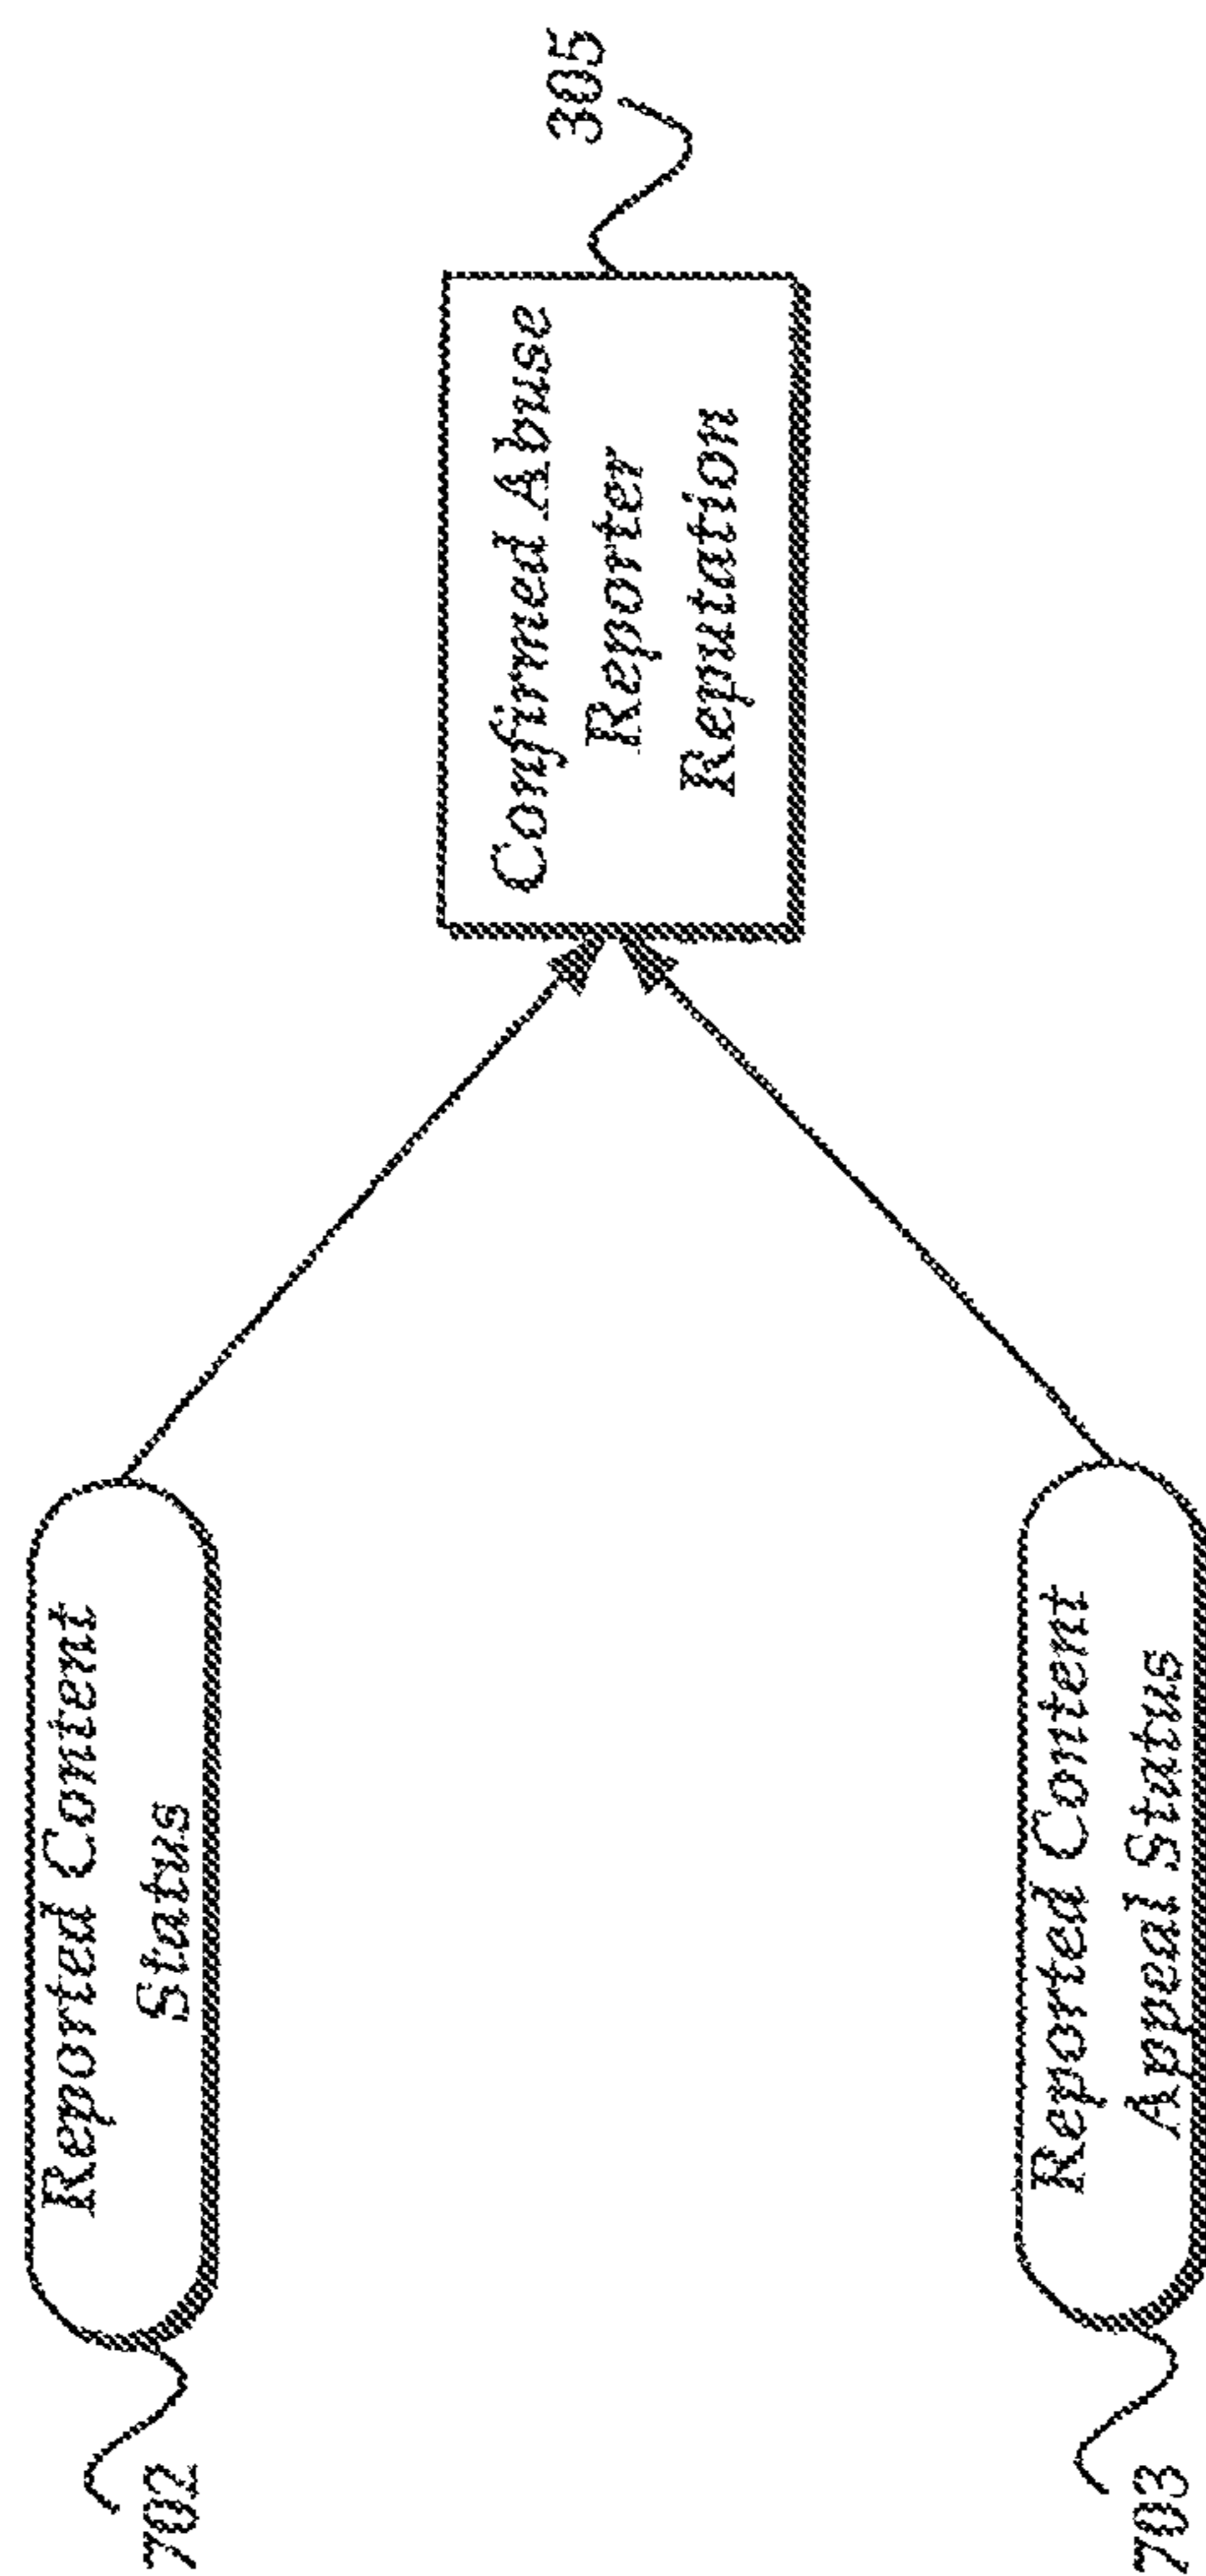 702
Reported Content
Status
Confirmed Abuse
Reporter
Reputation
305
703
Reported Content
Appeal Status